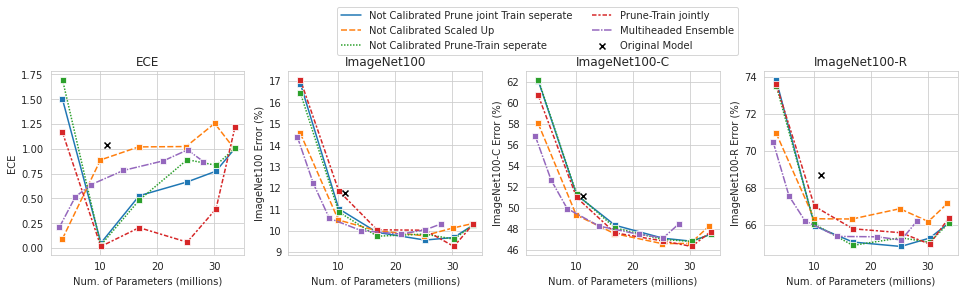 Not Calibrated Prune joint Train seperate
Not Calibrated Scaled Up
Not Calibrated Prune-Train seperate
Prune-Train jointly
Multiheaded Ensemble
Original Model
ECE
1.75
1.50
1.25
1.00
0.75
0.50
0.25
0.00
ECE
10
20
30
Num. of Parameters (millions)
ImageNet100
17
16
15
14
13
12
11
10
9
ImageNet100 Error (%)
10
20
30
Num. of Parameters (millions)
ImageNet100-C
62
60
58
56
54
52
50
48
46
ImageNet100-C Error (%)
10
20
30
Num. of Parameters (millions)
ImageNet100-R
74
72
70
68
66
ImageNet100-R Error (%)
10
20
30
Num. of Parameters (millions)